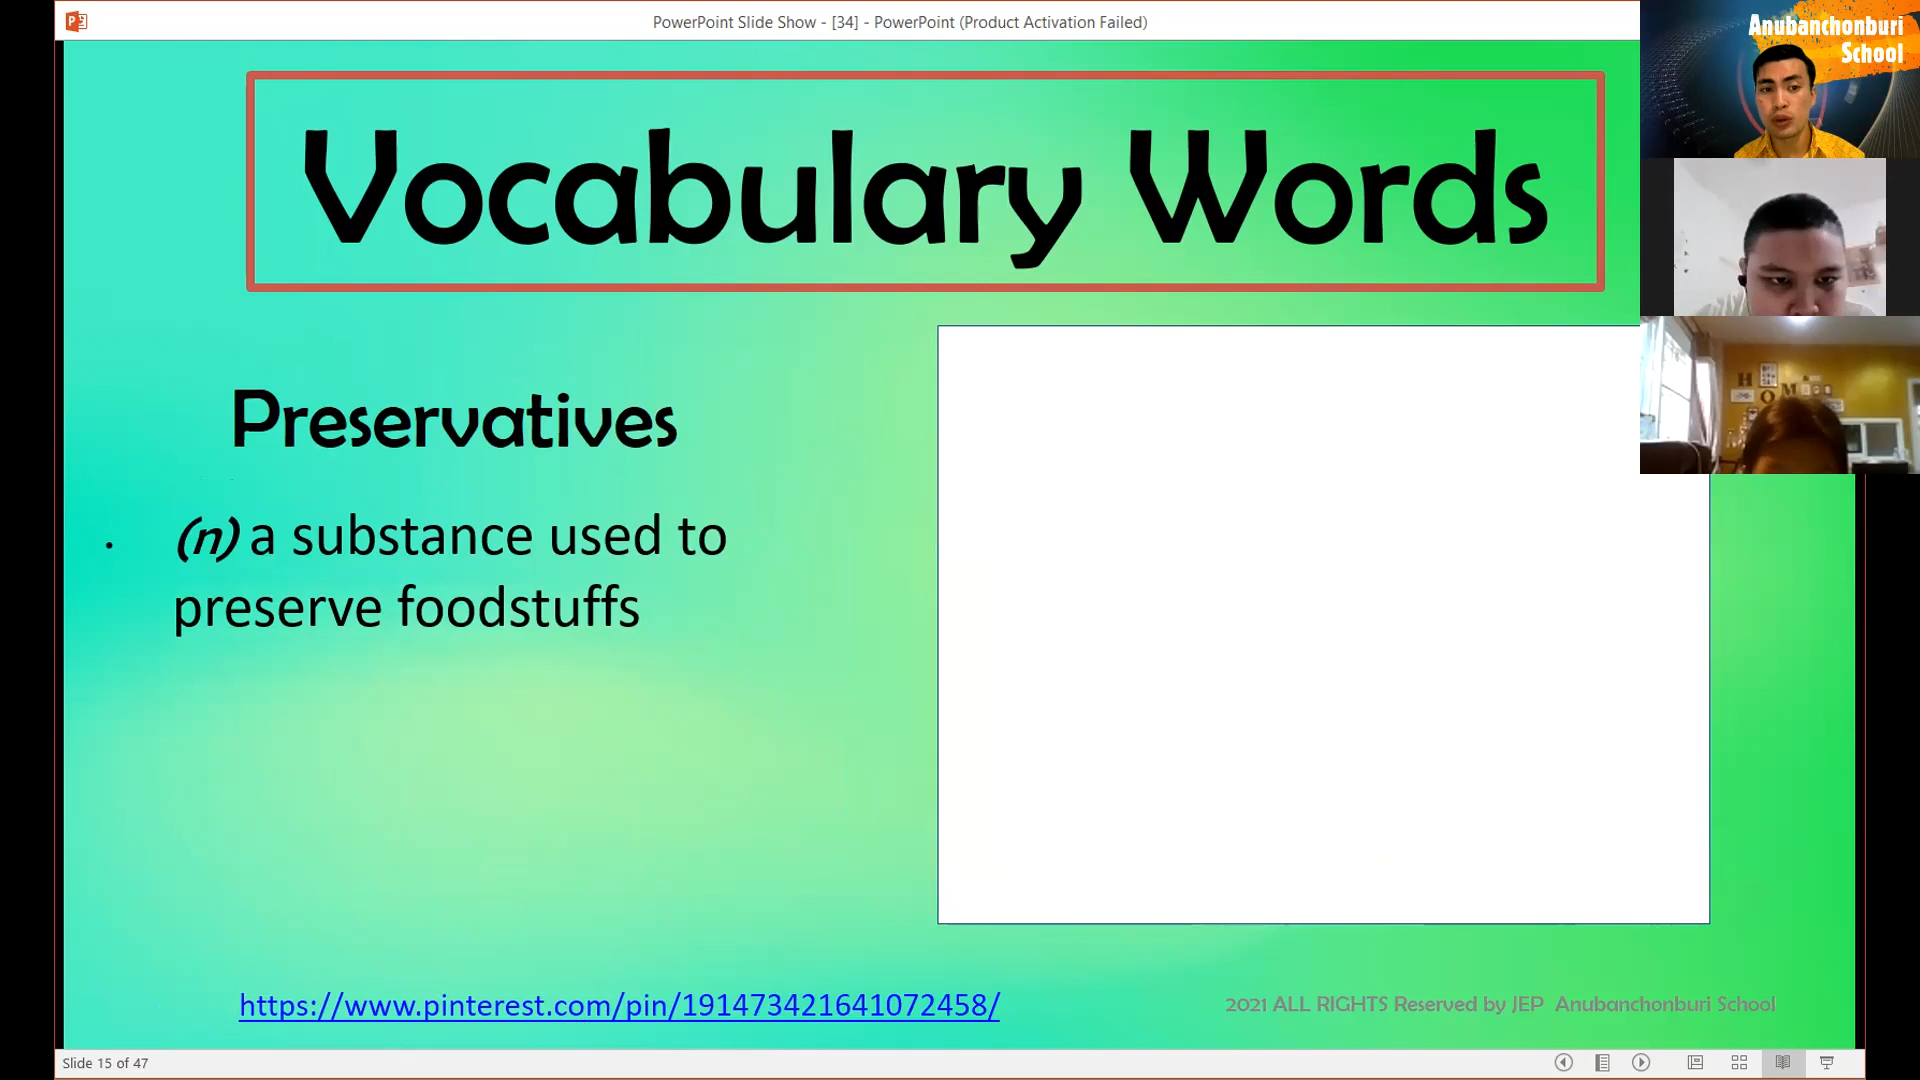 PowerPoint Slide Show - [34] - PowerPoint (Product Activation Failed)
Anubanchonburi
School
Vocabulary Words
Preservatives
• (n) a substance used to
preserve foodstuffs
https://www.pinterest.com/pin/191473421641072458/
2021 ALL RIGHTS Reserved by JEP Anubanchonburi School
Slide 15 of 47